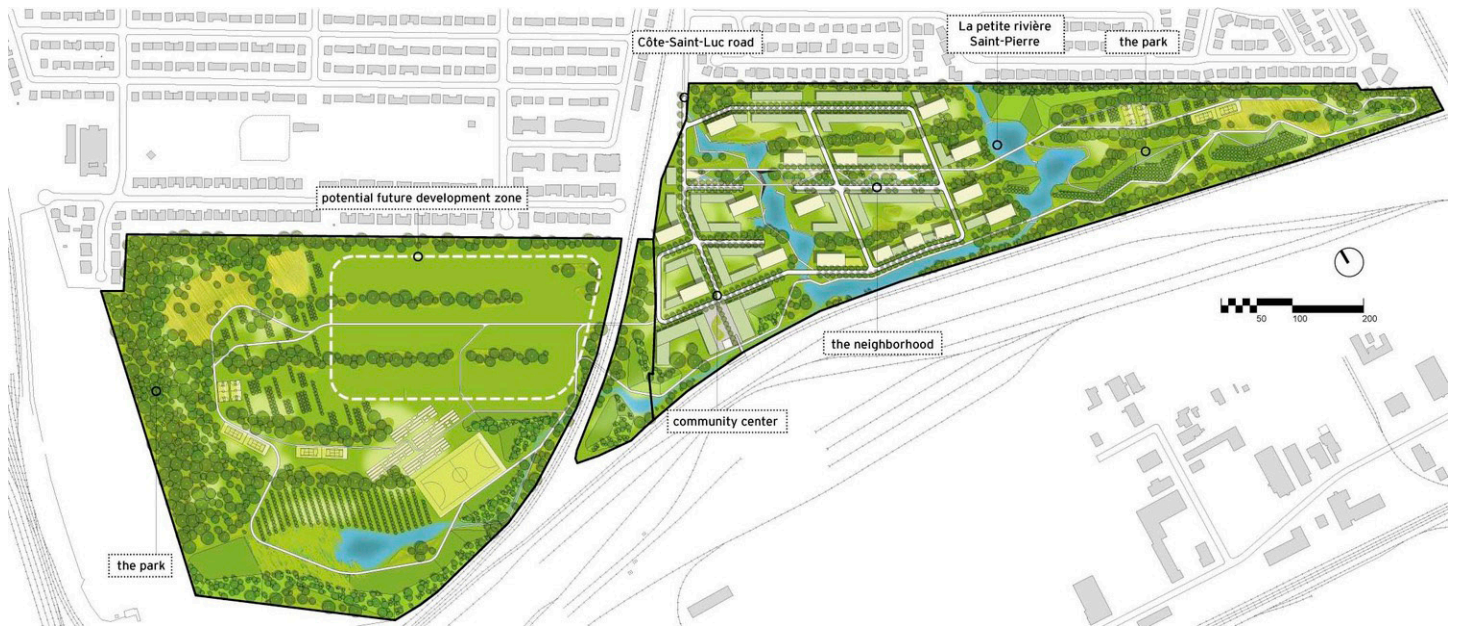 Côte-Saint-Luc road
La petite rivière
Saint-Pierre
the park
potential future development zone
50
100
200
the neighborhood
community center
the park